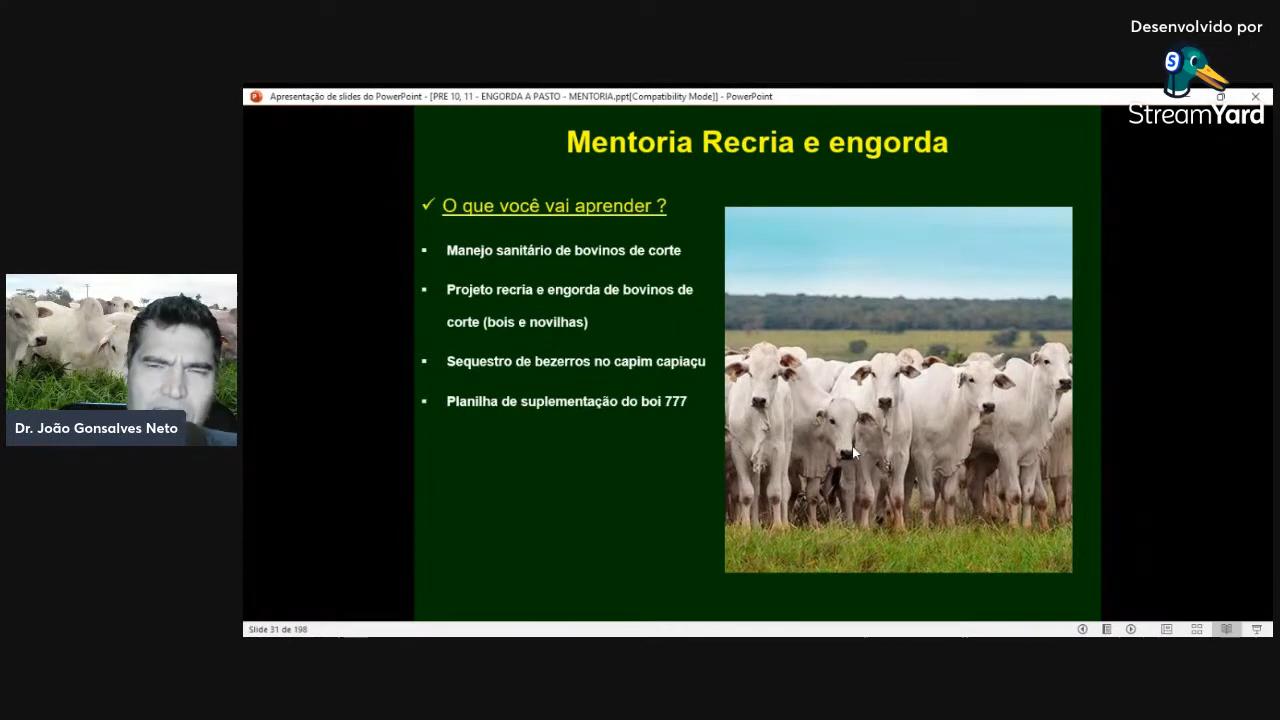 Desenvolvido por
StreamYard
Apresentação de slides do PowerPoint - [PRE 10, 11 - ENGORDA A PASTO - MENTORIA.ppt[Compatibility Mode]] - PowerPoint
Mentoria Recria e engorda
✓ O que você vai aprender ?
▪ Manejo sanitário de bovinos de corte
▪ Projeto recria e engorda de bovinos de
corte (bois e novilhas)
▪ Sequestro de bezerros no capim capiaçu
▪ Planilha de suplementação do boi 777
Dr. João Gonsalves Neto
Slide 31 de 198